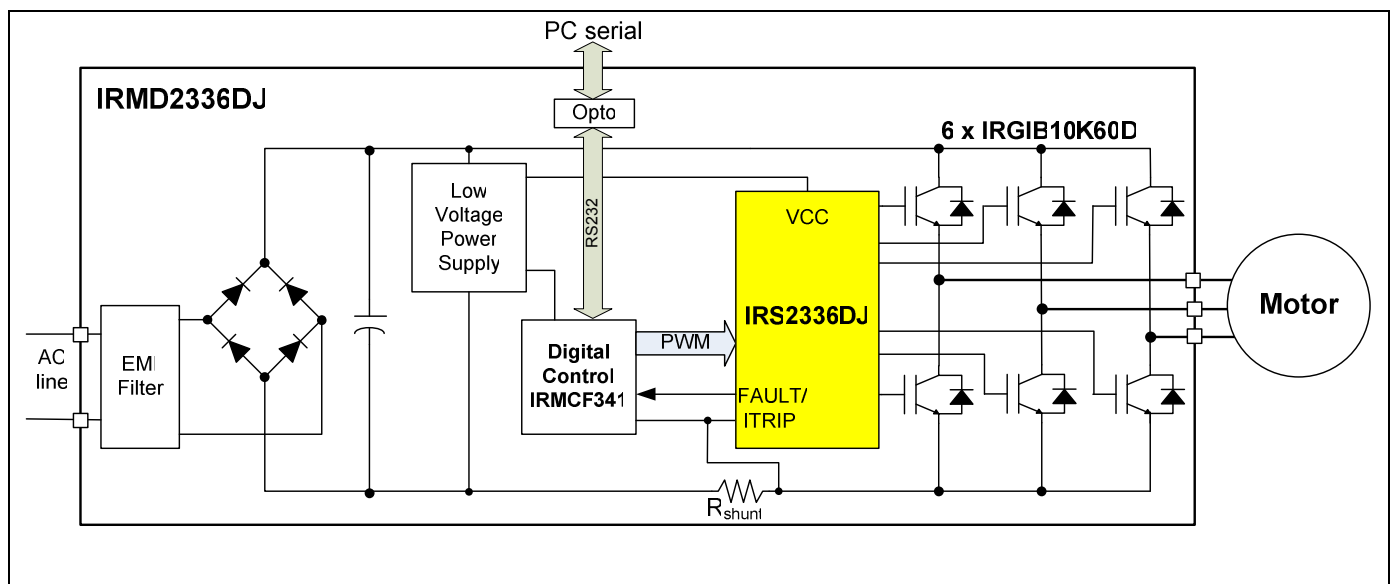 PC serial
IRMD2336DJ
Opto
6 x IRGIB10K60D
Low
Voltage
Power
Supply
RS232
VCC
IRS2336DJ
Motor
AC
line
EMI
Filter
Digital
Control
IRMCF341
PWM
FAULT/
ITRIP
Rshunt